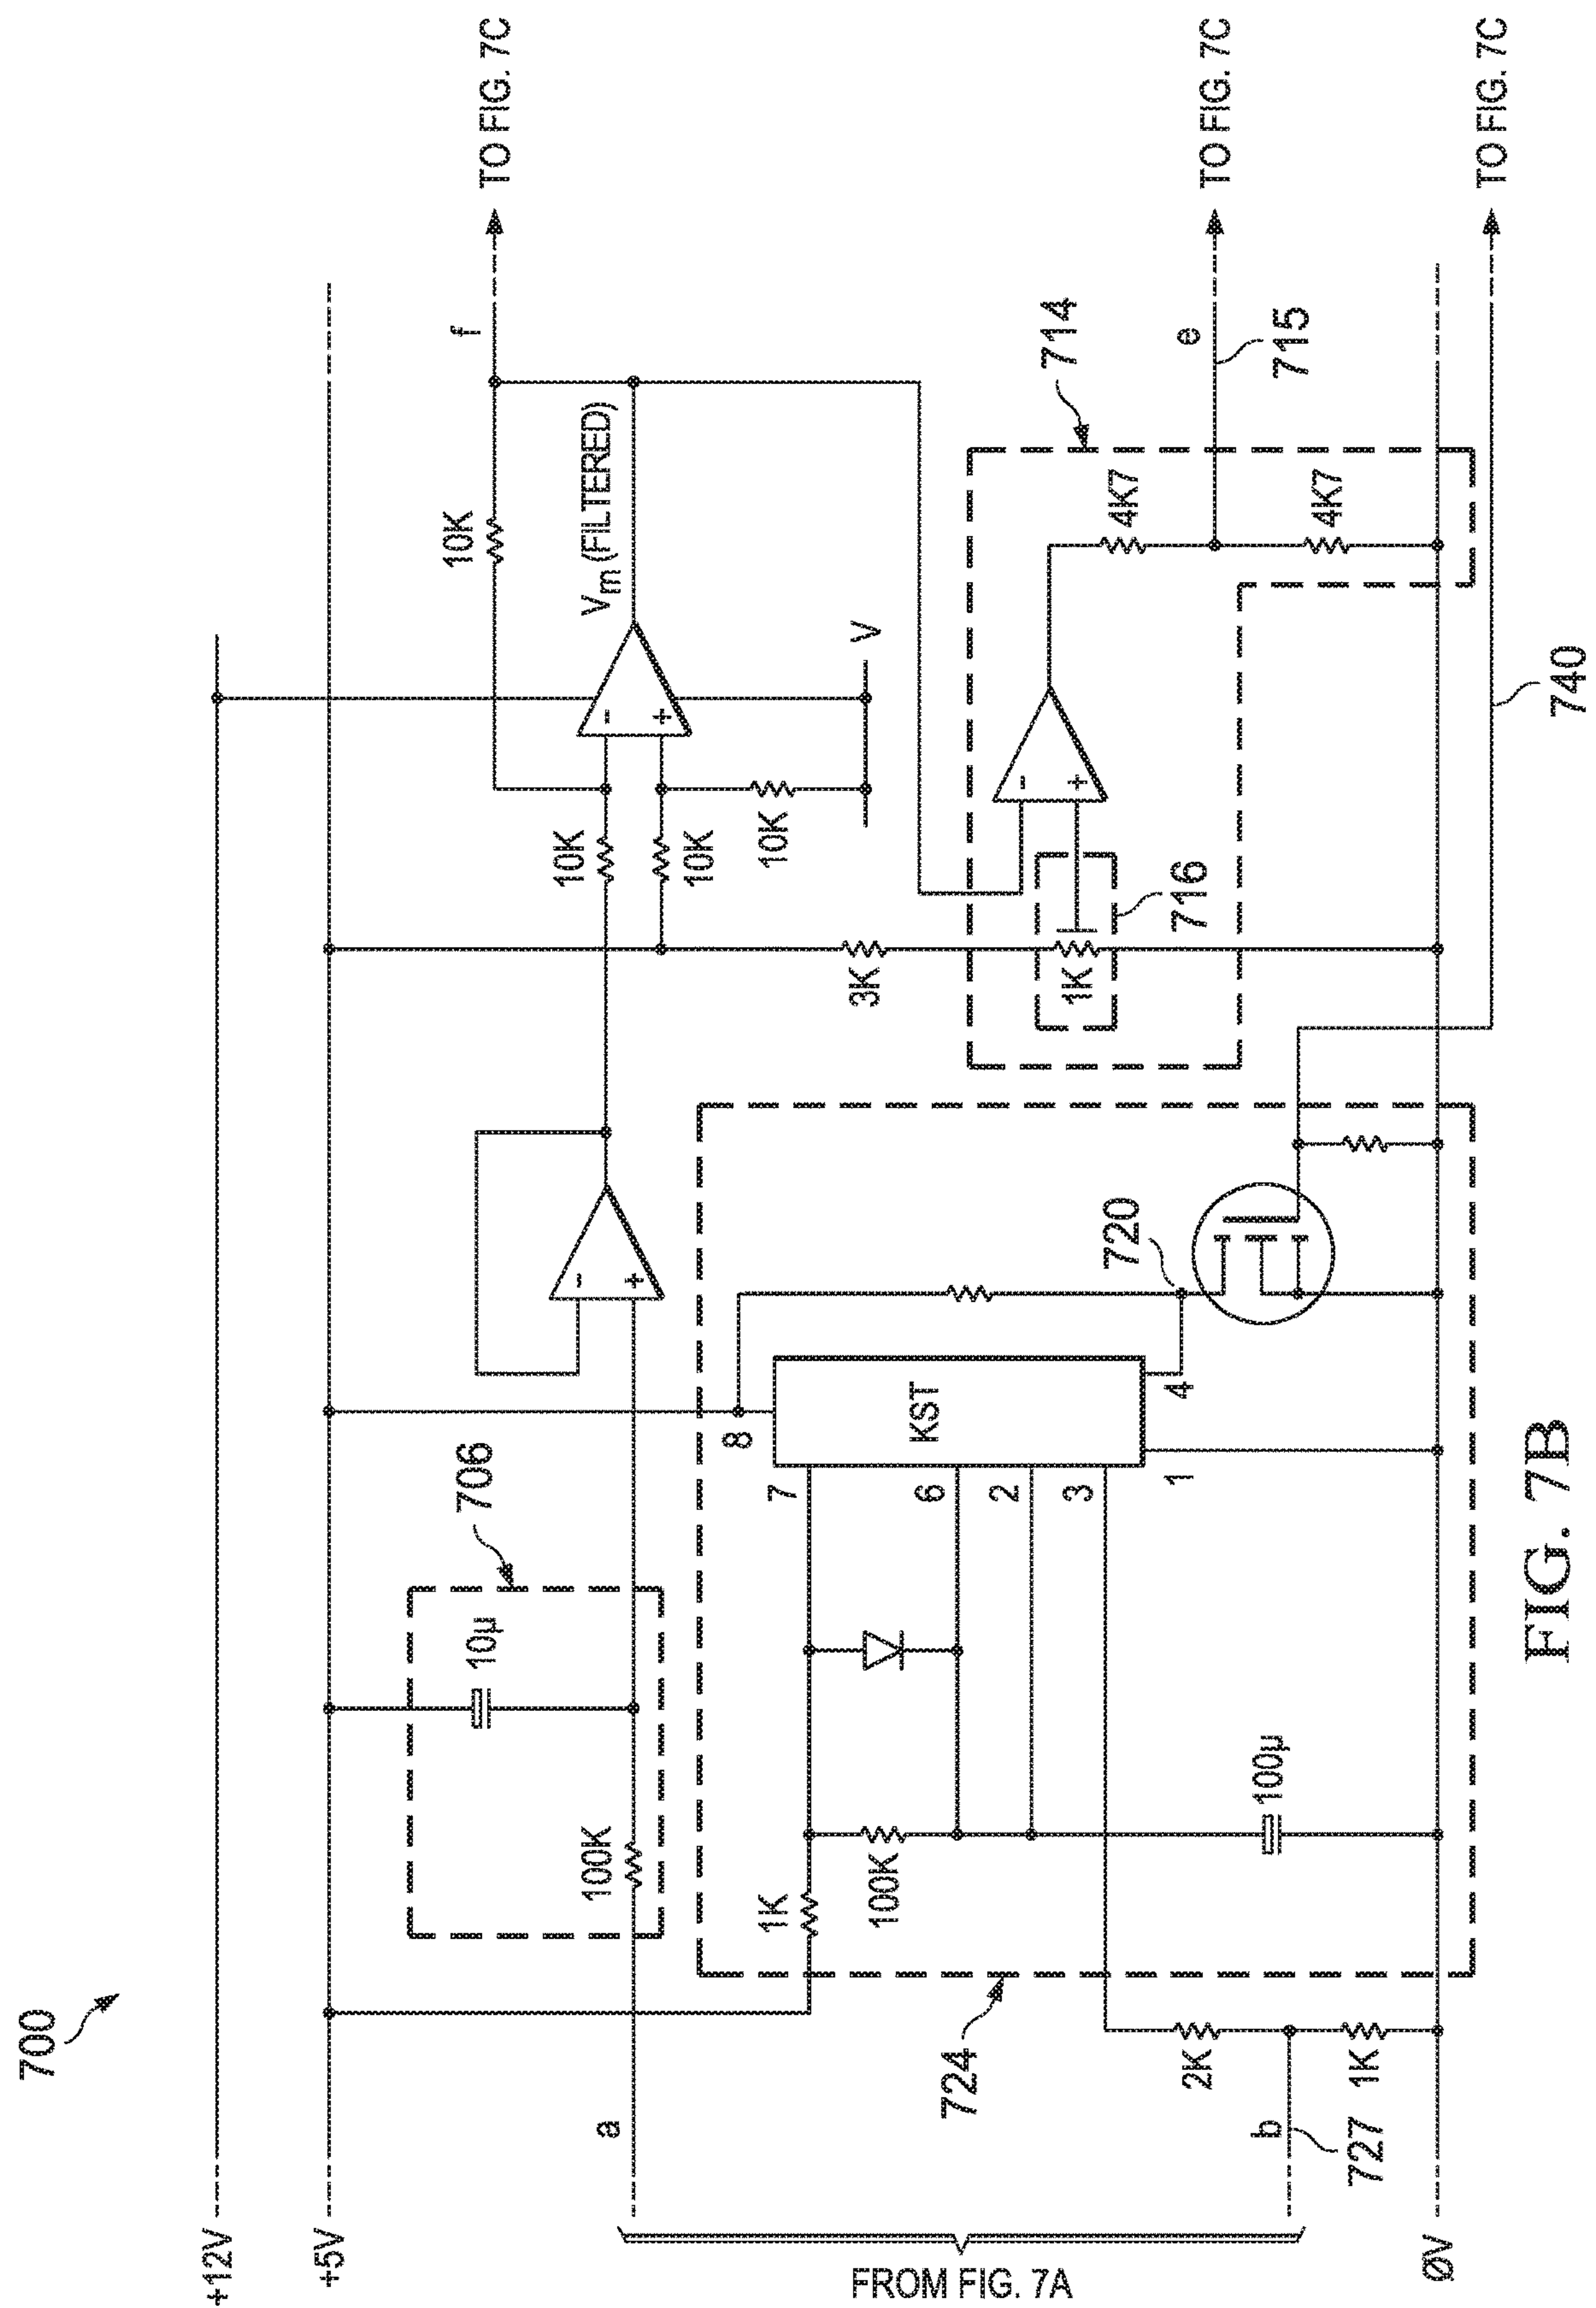 700
+12V
+5V
a
FROM FIG. 7A
b
727
ØV
706
10µ
100K
724
1K
100K
100µ
2K
1K
7
6
2
3
1
8
4
KST
720
-
+
10K
10K
10K
10K
-
+
Vm (FILTERED)
V
f
TO FIG. 7C
3K
1K
716
-
+
714
4K7
4K7
e
715
TO FIG. 7C
740
TO FIG. 7C
FIG. 7B